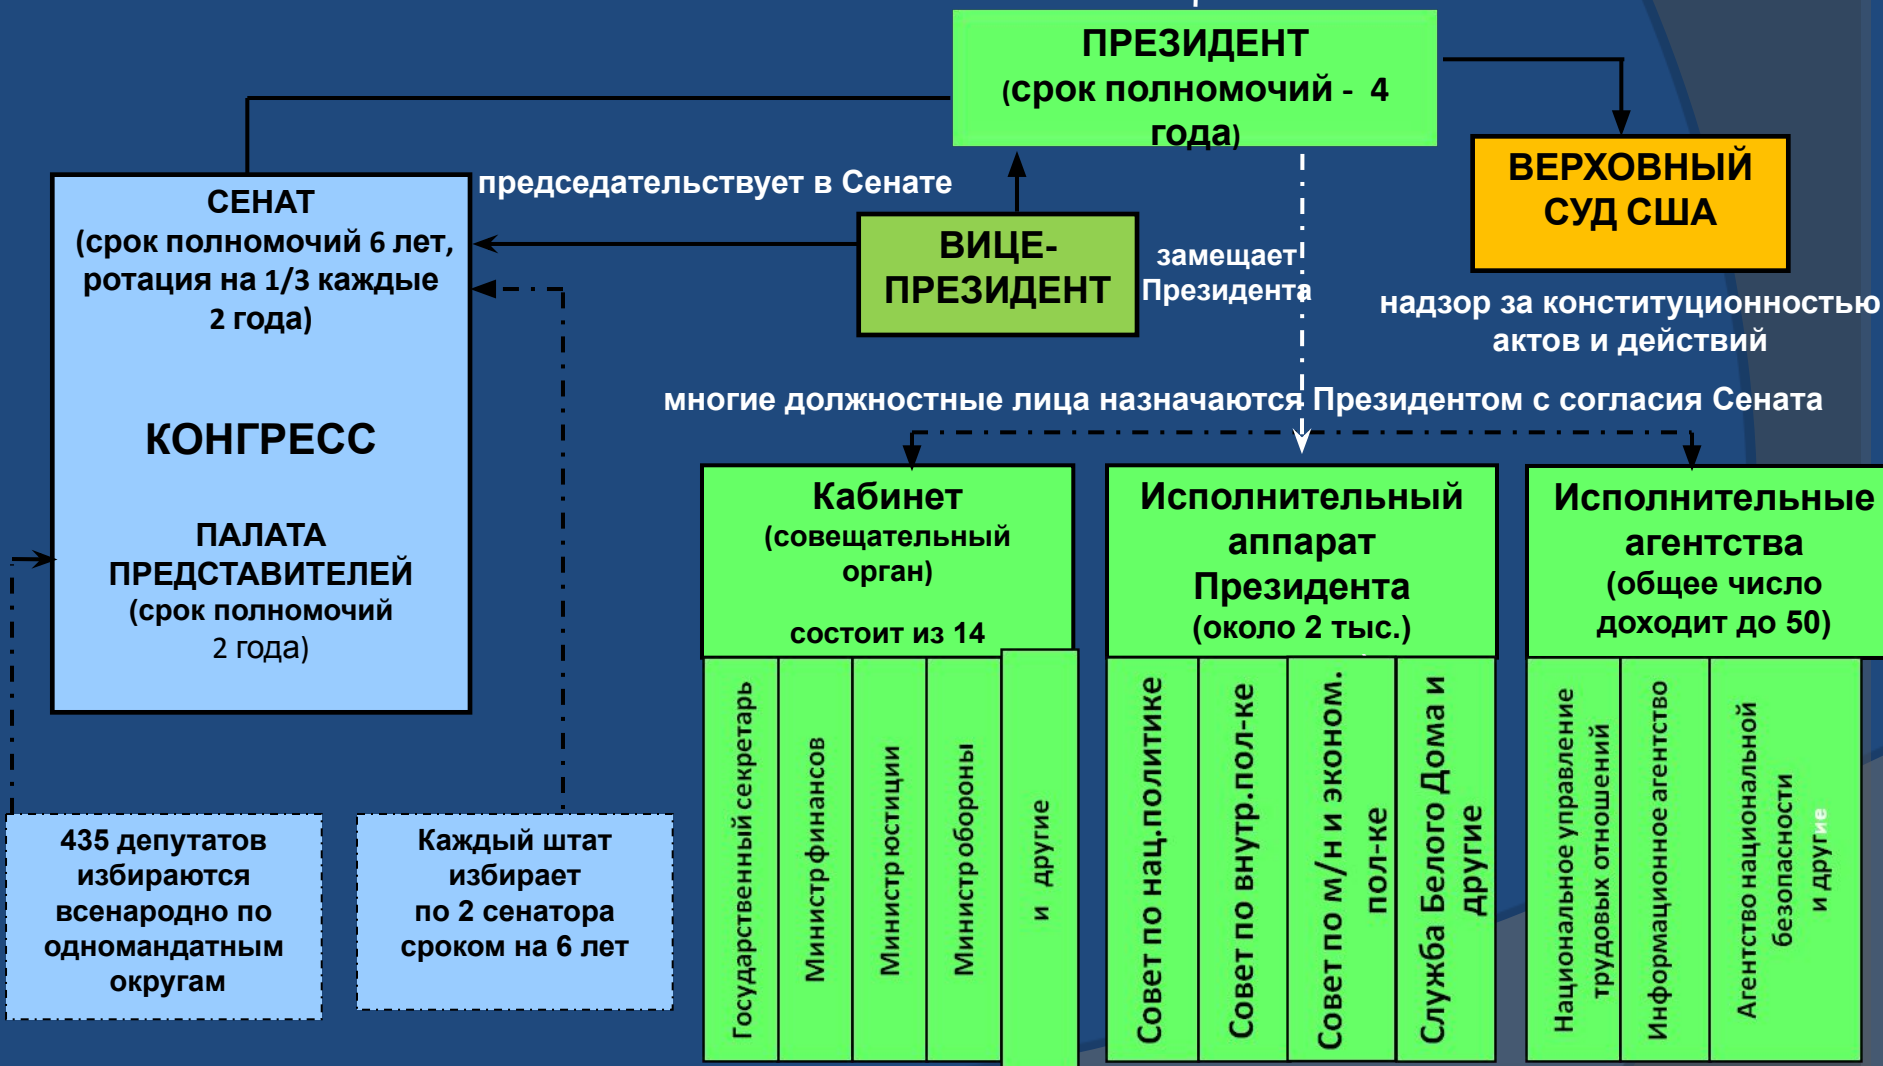 ПРЕЗИДЕНТ
(срок полномочий - 4
года)
СЕНАТ
(срок полномочий 6 лет,
ротация на 1/3 каждые
2 года)
КОНГРЕСС
ПАЛАТА
ПРЕДСТАВИТЕЛЕЙ
(срок полномочий
2 года)
председательствует в Сенате
ВИЦЕ-
ПРЕЗИДЕНТ
замещает
Президента
ВЕРХОВНЫЙ
СУД США
надзор за конституционностью
актов и действий
многие должностные лица назначаются Президентом с согласия Сената
Кабинет
(совещательный
орган)
состоит из 14
Государственный секретарь
Министр финансов
Министр юстиции
Министр обороны
и другие
Исполнительный
аппарат
Президента
(около 2 тыс.)
Совет по нац.политике
Совет по внутр.пол-ке
Совет по м/н и эконом.
пол-ке
Служба Белого Дома и
другие
Исполнительные
агентства
(общее число
доходит до 50)
Национальное управление
трудовых отношений
Информационное агентство
Агентство национальной
безопасности
и другие
435 депутатов
избираются
всенародно по
одномандатным
округам
Каждый штат
избирает
по 2 сенатора
сроком на 6 лет